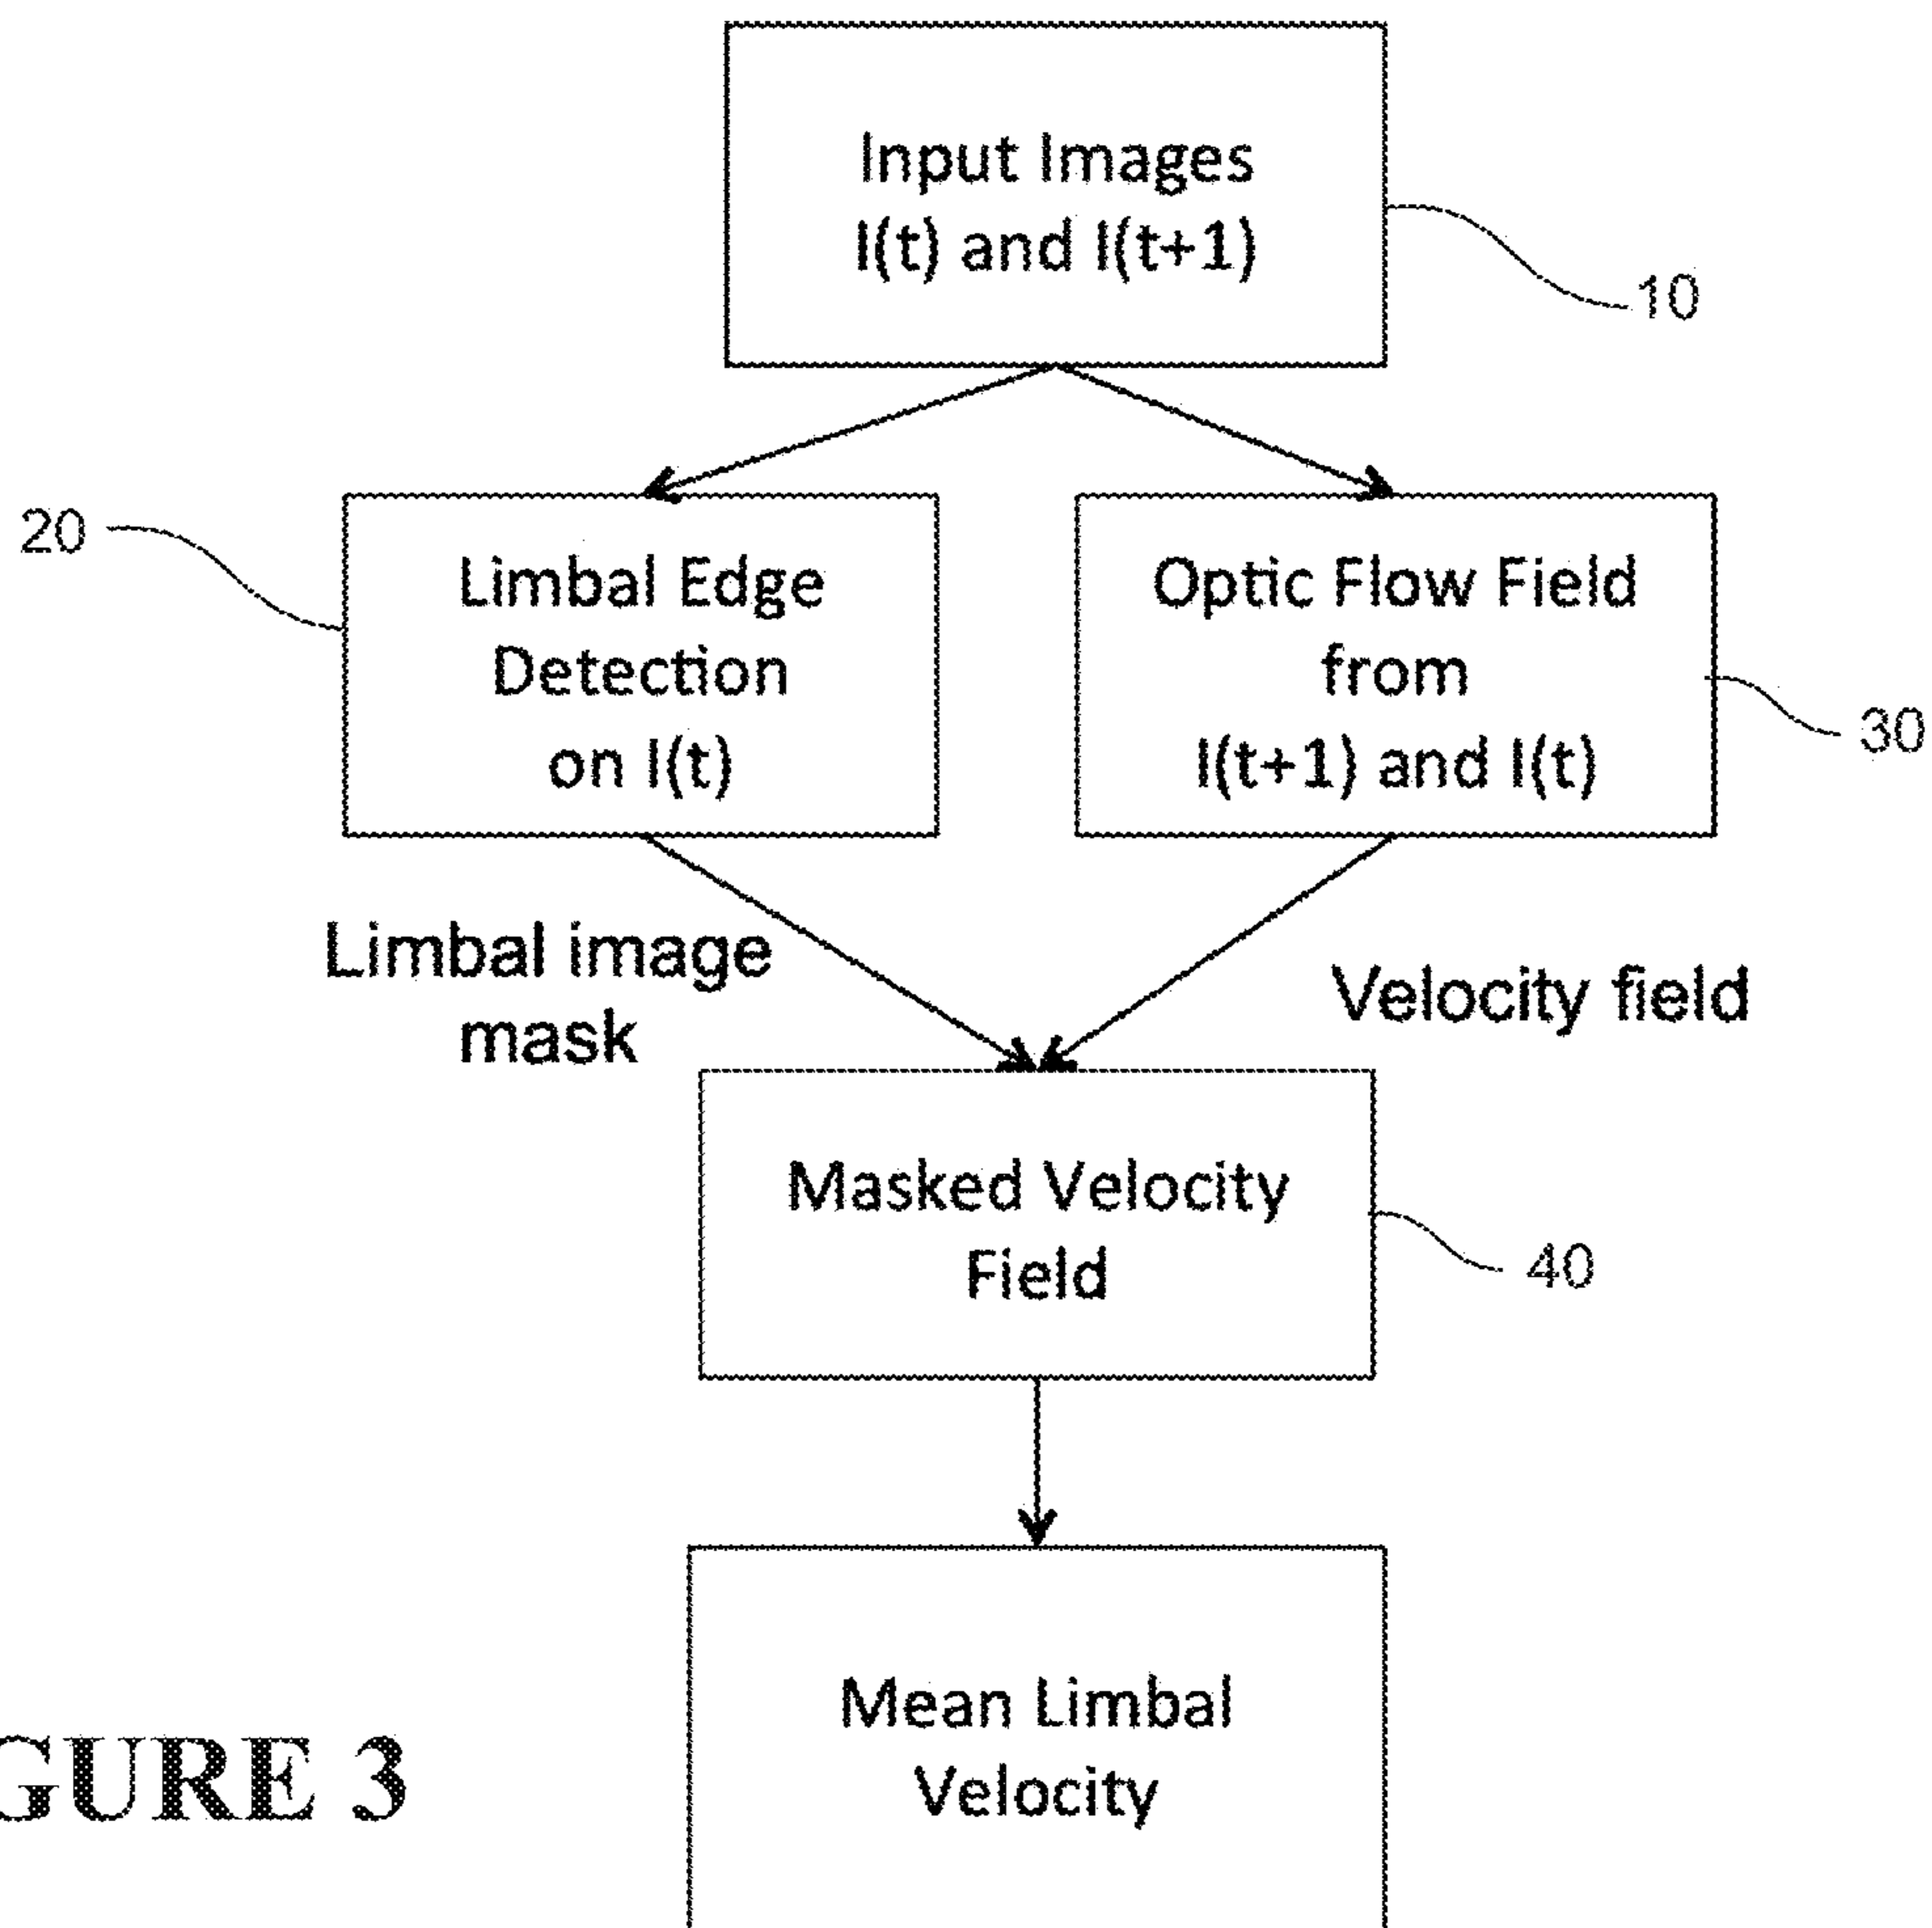 Input Images
I(t) and I(t+1)
10
20
Limbal Edge
Detection
on I(t)
Optic Flow Field
from
I(t+1) and I(t)
30
Limbal image
mask
Velocity field
Masked Velocity
Field
40
Mean Limbal
Velocity
GURE 3